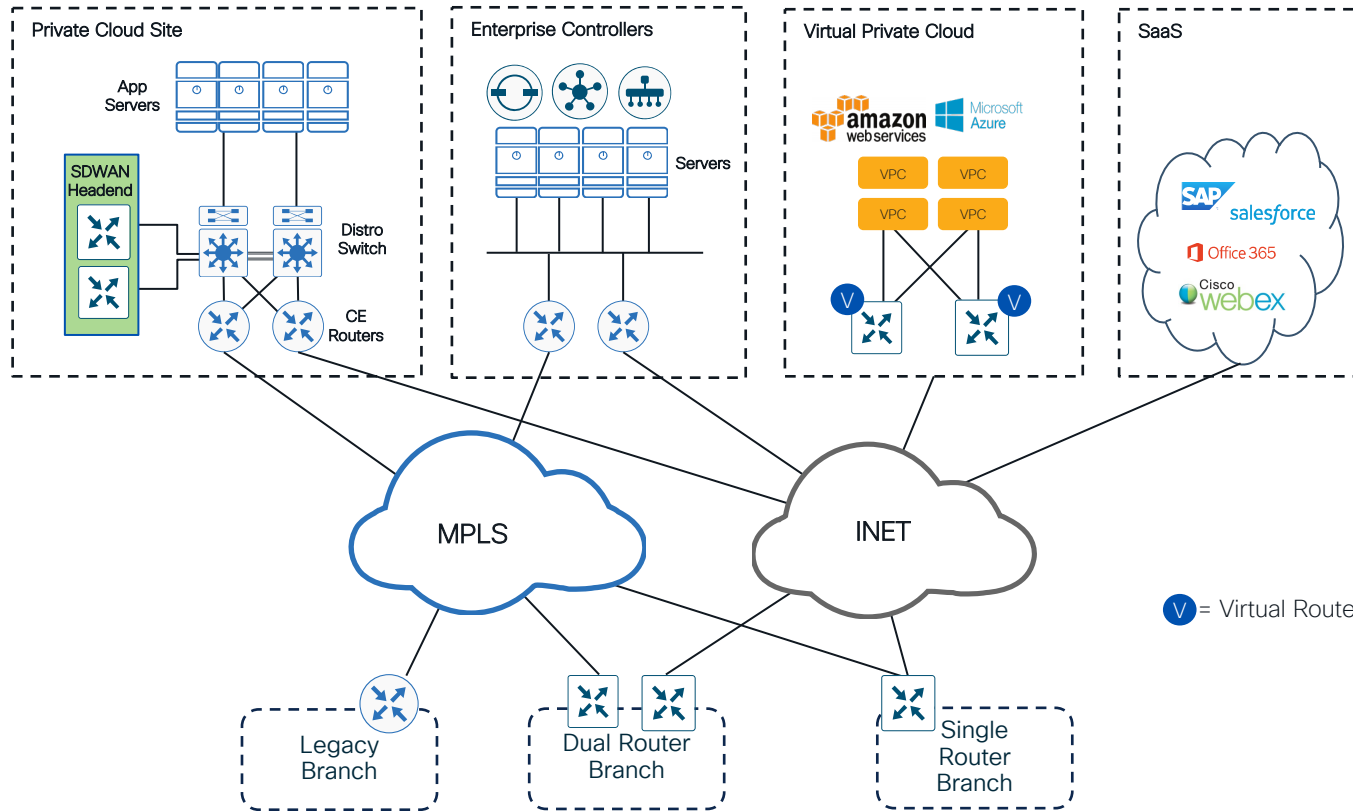 Private Cloud Site
App
Servers
SDWAN
Headend
Distro
Switch
CE
Routers
Enterprise Controllers
Servers
Virtual Private Cloud
amazon
web services
Microsoft
Azure
VPC
VPC
VPC
VPC
V
V
SaaS
SAP
salesforce
Office 365
Cisco
webex
MPLS
INET
V = Virtual Route
Legacy
Branch
Dual Router
Branch
Single
Router
Branch